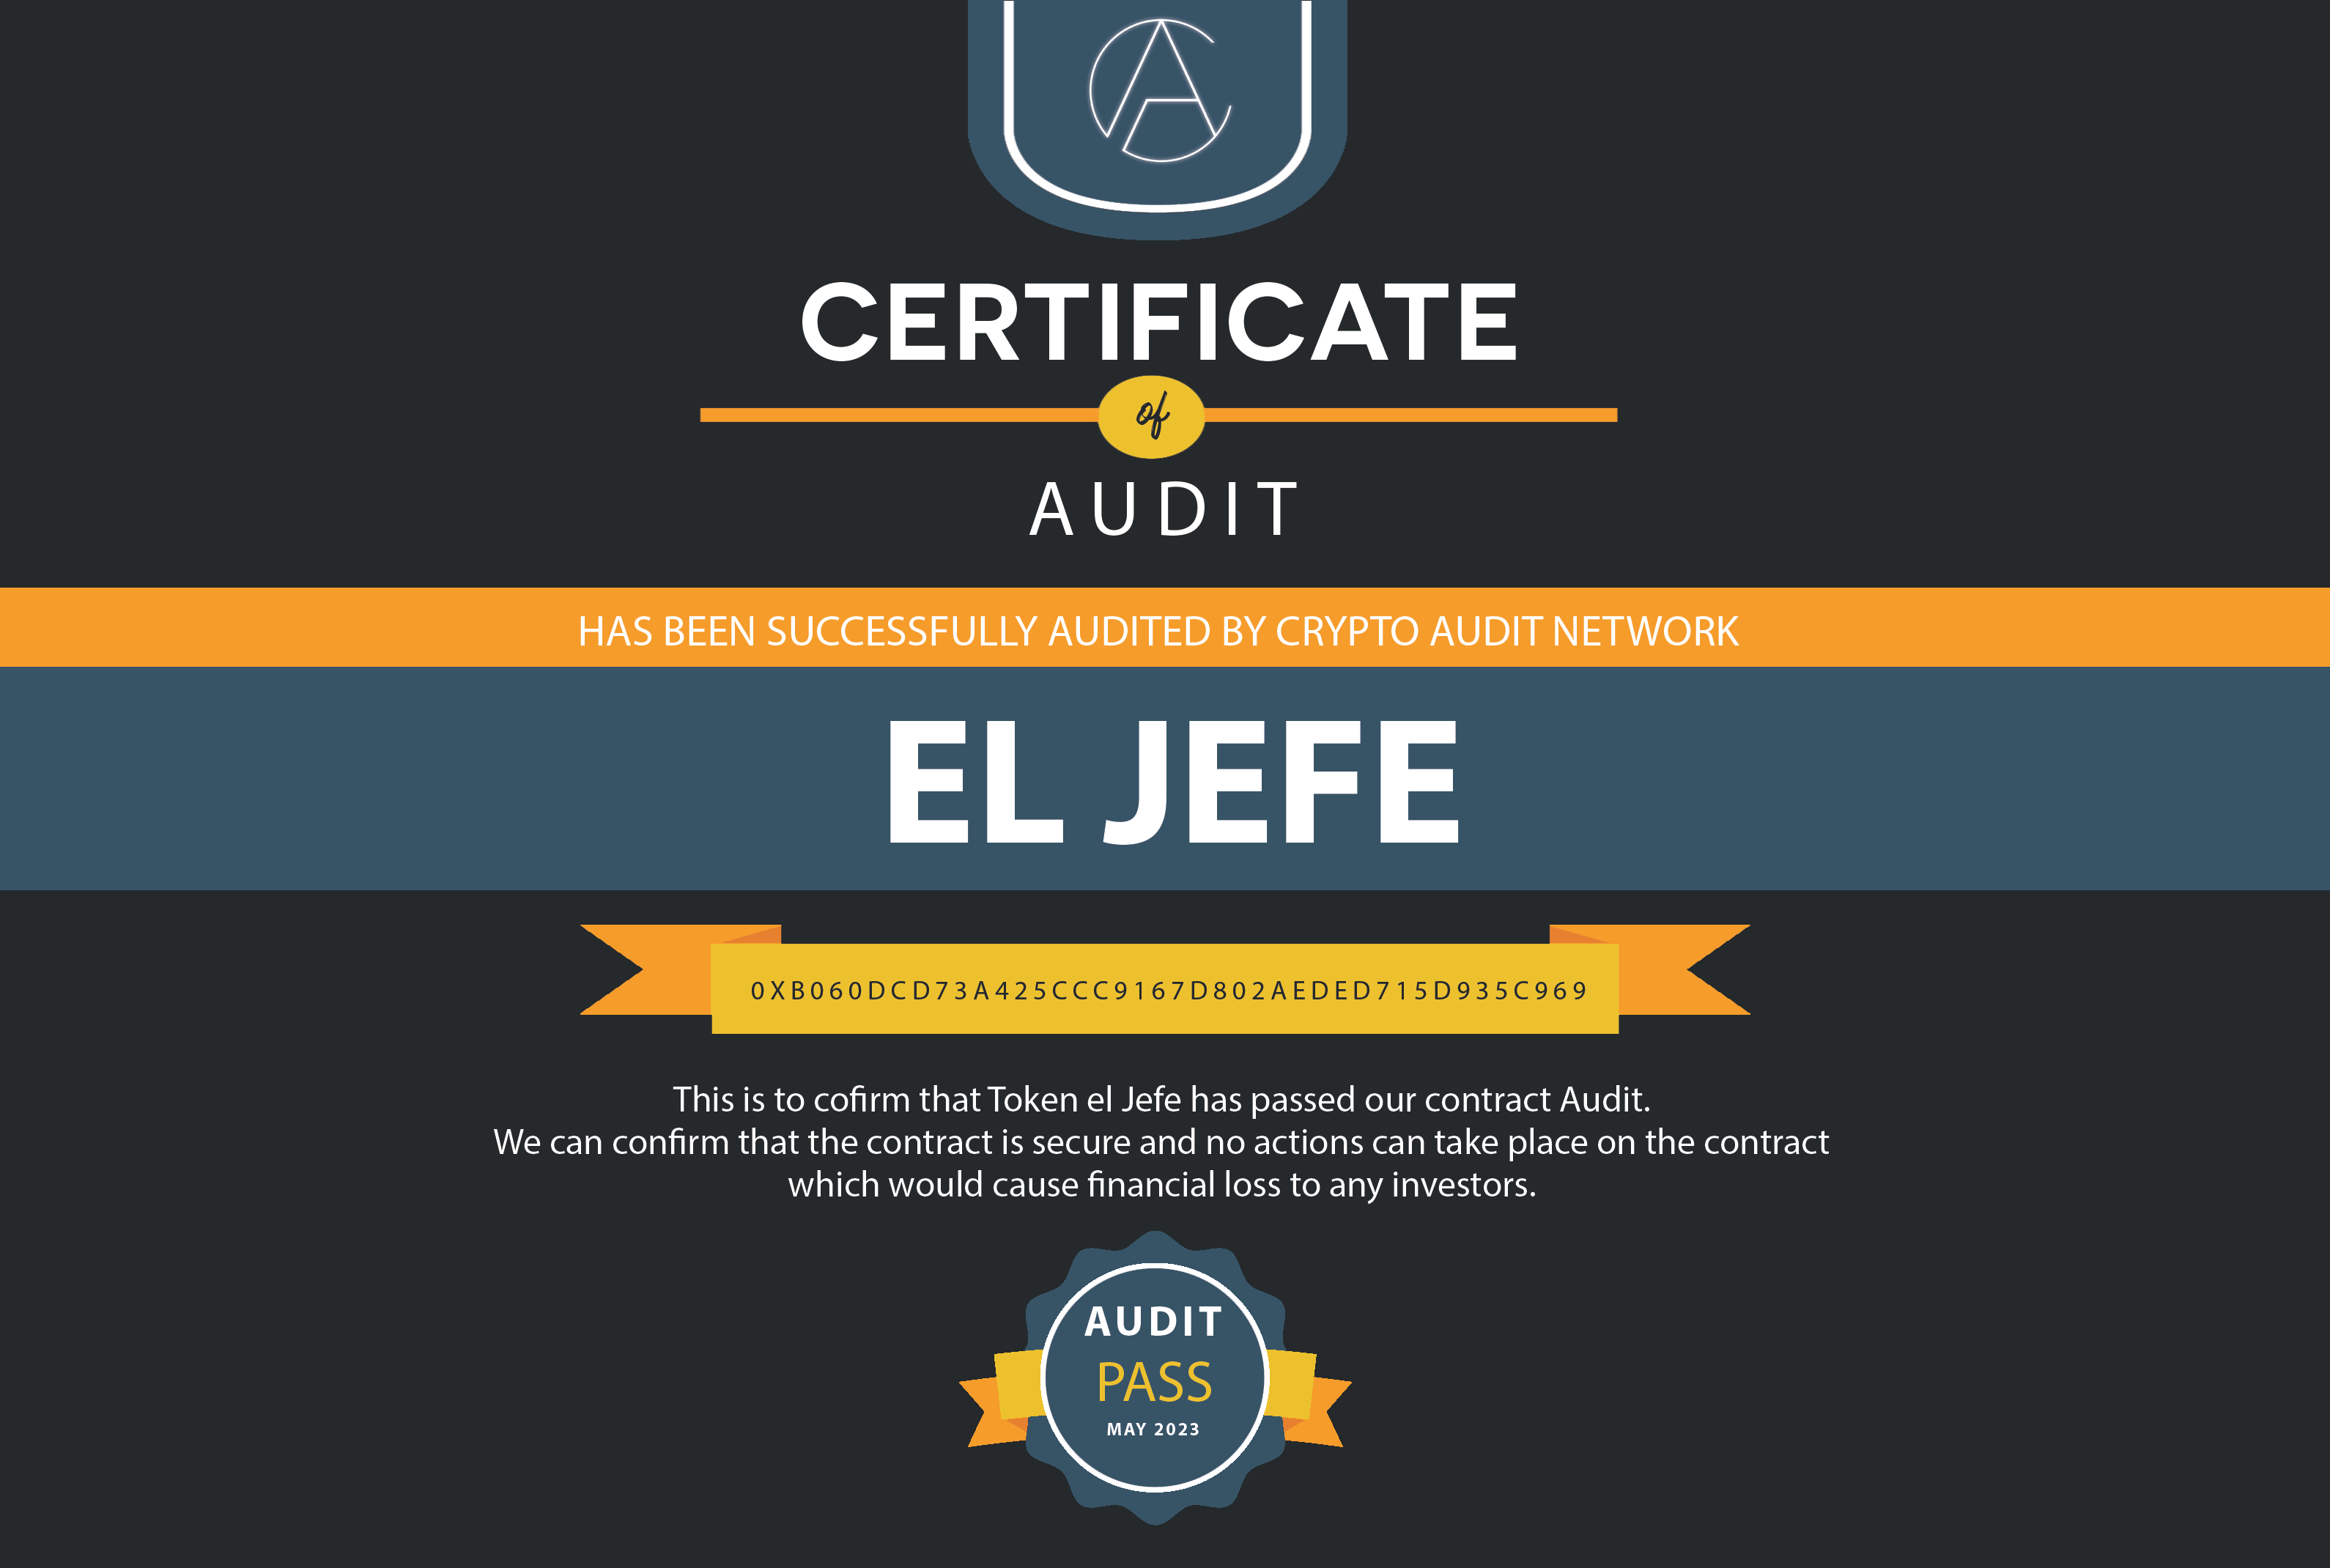 CERTIFICATE
of
AUDIT
HAS BEEN SUCCESSFULLY AUDITED BY CRYPTO AUDIT NETWORK
EL JEFE
0XB060DCD73A425CCC9167D802AEDED715D935C969
This is to cofirm that Token el Jefe has passed our contract Audit.
We can confirm that the contract is secure and no actions can take place on the contract
which would cause financial loss to any investors.
AUDIT
PASS
MAY 2023